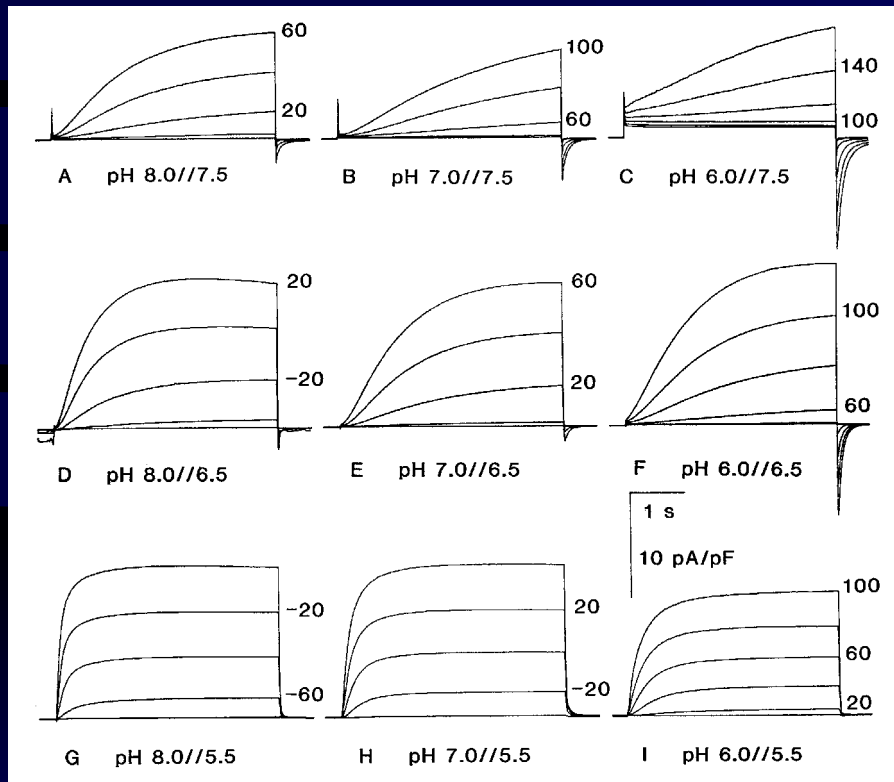 60
20
A pH 8.0//7.5
100
60
B pH 7.0//7.5
140
100
C pH 6.0//7.5
20
-20
D pH 8.0//6.5
60
20
E pH 7.0//6.5
100
60
F pH 6.0//6.5
1 s
10 pA/pF
-20
-60
G pH 8.0//5.5
20
-20
H pH 7.0//5.5
100
60
20
I pH 6.0//5.5